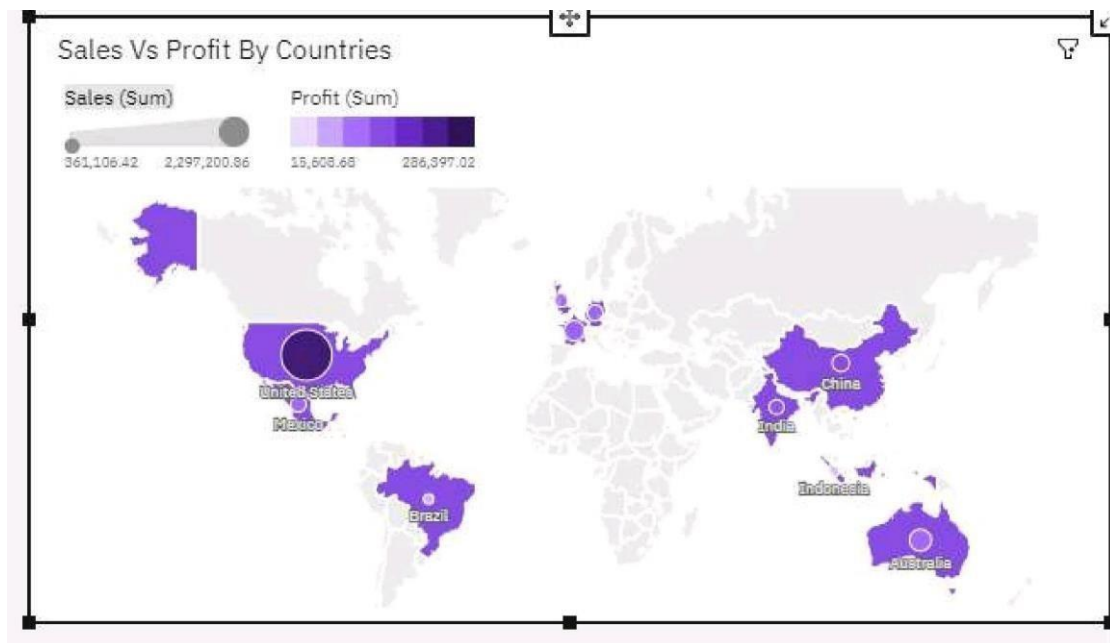 Sales Vs Profit By Countries
Sales (Sum)
Profit (Sum)
361,106.42 2,297,200.86
15,608.68 286,397.02
United States
Mexico
Brazil
China
India
Indonesia
Australia